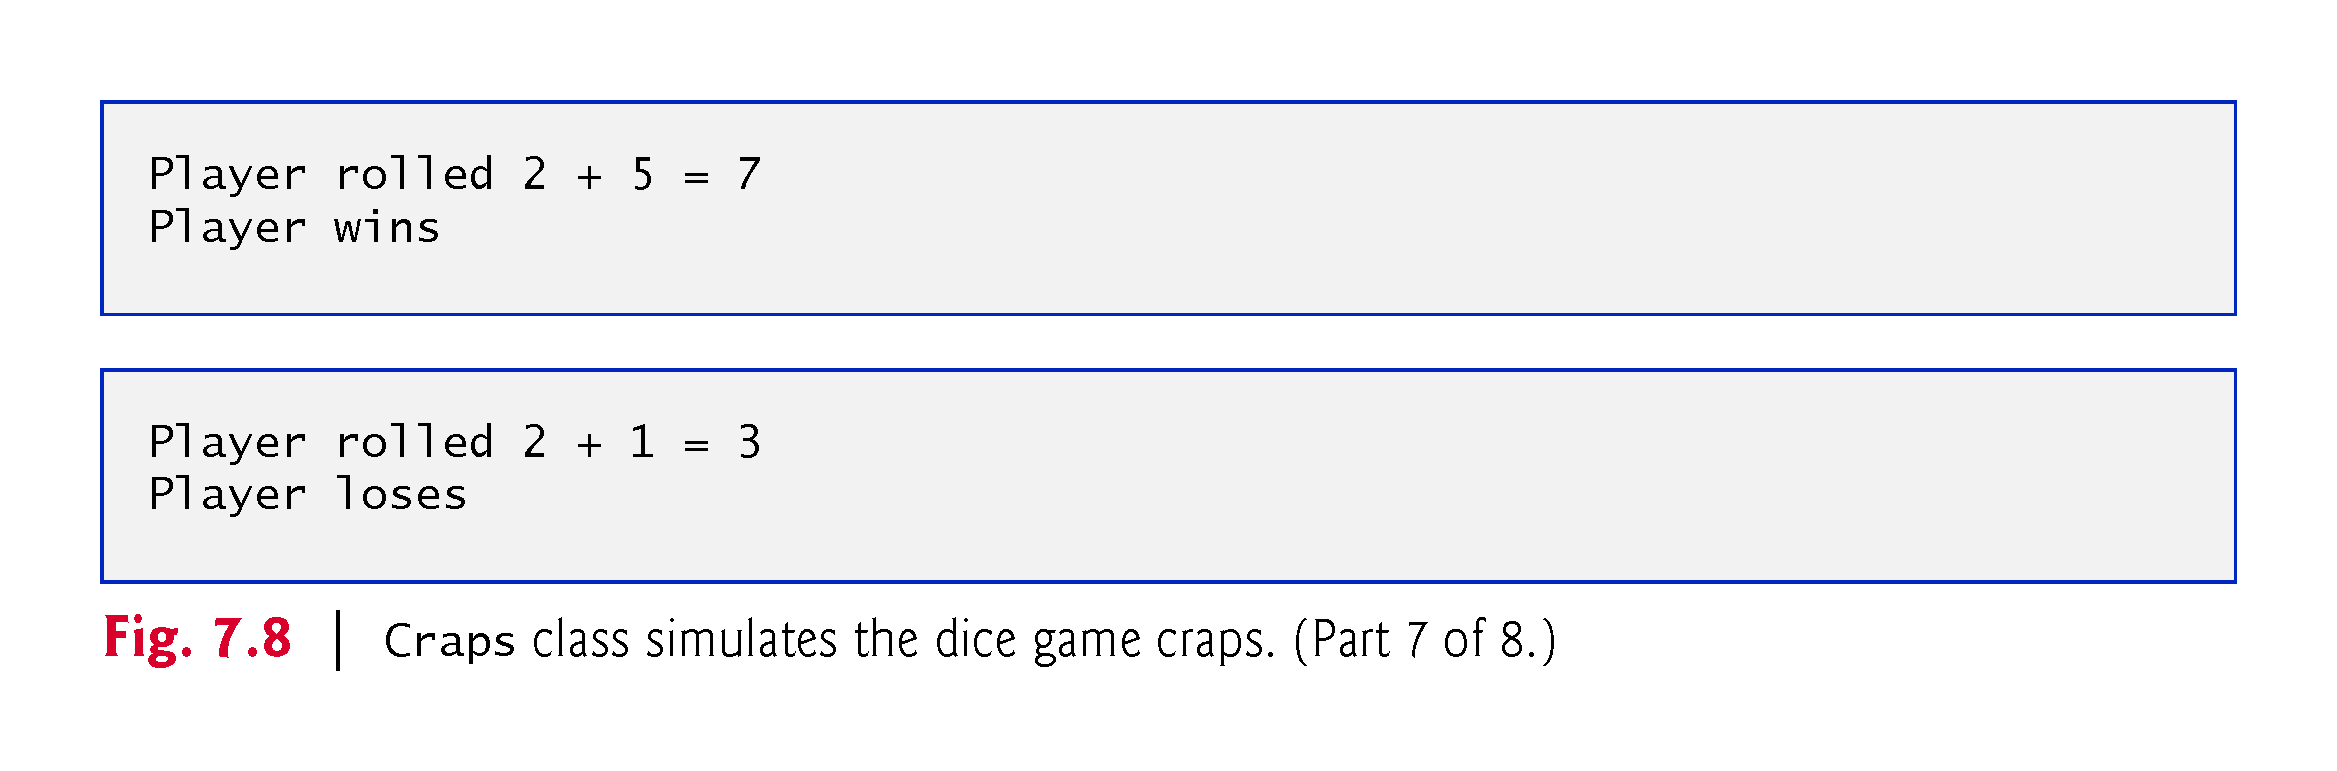 Player rolled 2 + 5 = 7
Player wins
Player rolled 2 + 1 = 3
Player loses
Fig. 7.8 | Craps class simulates the dice game craps. (Part 7 of 8.)